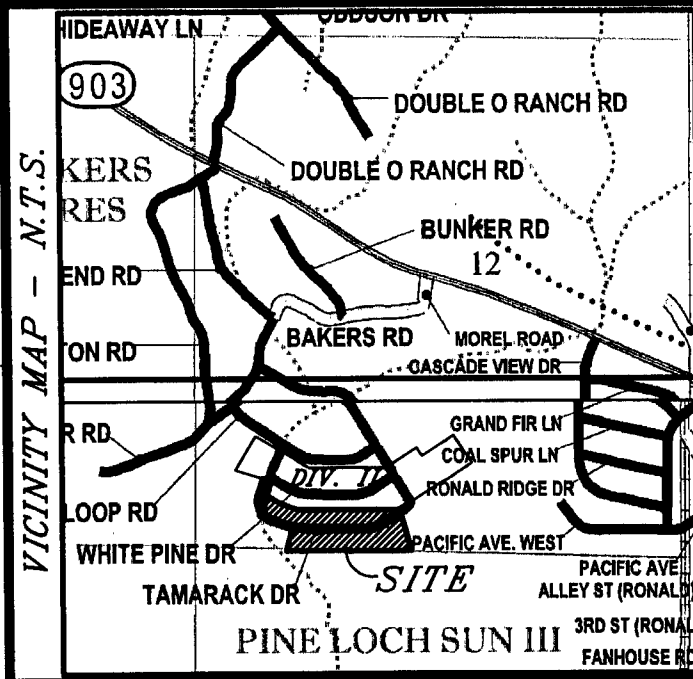 VICINITY MAP - N.T.S.
HIDEAWAY LN
903
DOUBLE O RANCH RD
DOUBLE O RANCH RD
KERS
RES
BUNKER RD
12
END RD
BAKERS RD
MOREL ROAD
TON RD
CASCADE VIEW DR
GRAND FIR LN
R RD
COAL SPUR LN
DIV. IV
RONALD RIDGE DR
LOOP RD
WHITE PINE DR
PACIFIC AVE. WEST
TAMARACK DR
SITE
PACIFIC AVE
ALLEY ST (RONALD)
PINE LOCH SUN III
3RD ST (RONAL
FANHOUSE RD